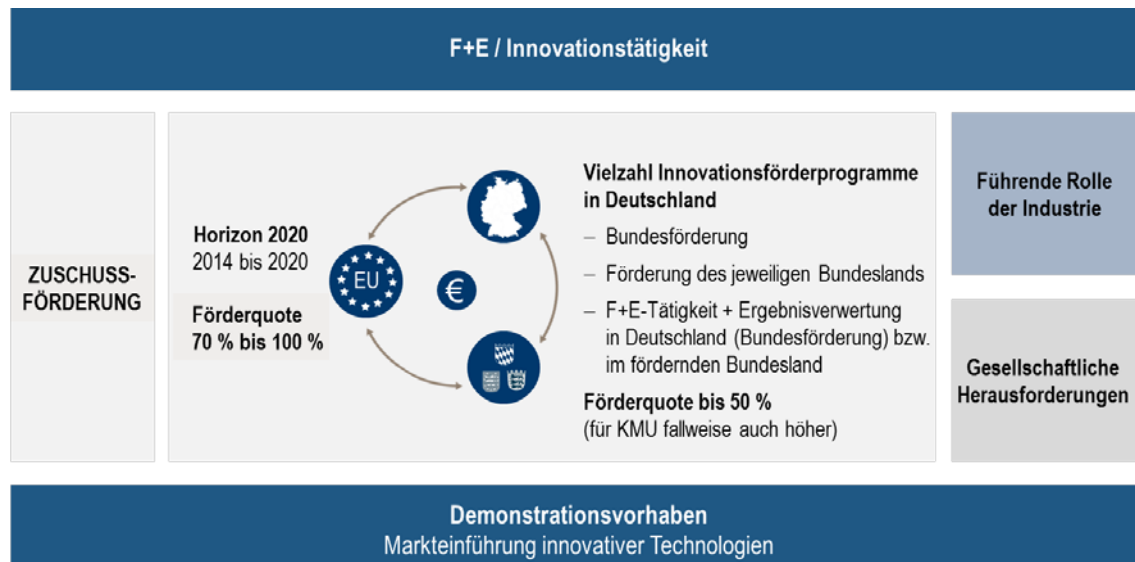 F+E / Innovationstätigkeit
ZUSCHUSS-
FÖRDERUNG
Horizon 2020
2014 bis 2020
Förderquote
70 % bis 100 %
EU
€
Vielzahl Innovationsförderprogramme
in Deutschland
– Bundesförderung
– Förderung des jeweiligen Bundeslands
– F+E-Tätigkeit + Ergebnisverwertung
in Deutschland (Bundesförderung) bzw.
im fördernden Bundesland
Förderquote bis 50 %
(für KMU fallweise auch höher)
Führende Rolle
der Industrie
Gesellschaftliche
Herausforderungen
Demonstrationsvorhaben
Markteinführung innovativer Technologien